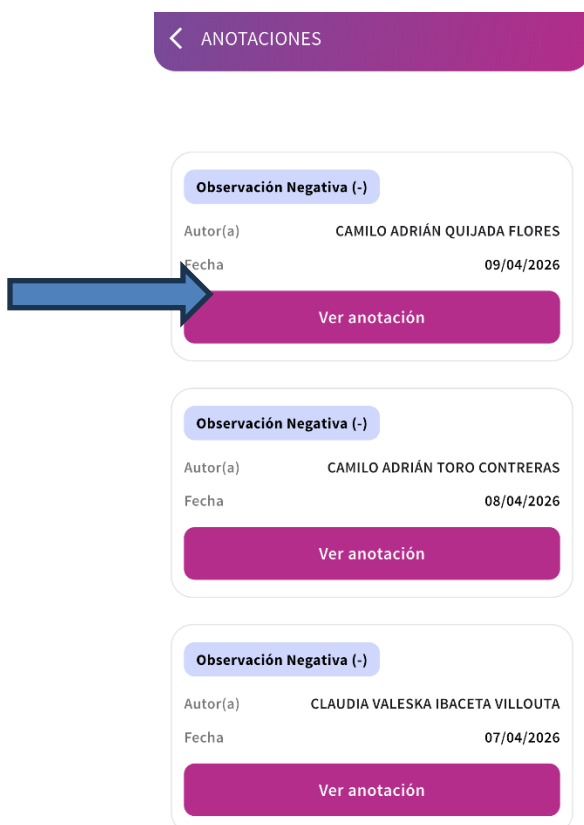 ANOTACIONES
Observación Negativa (-)
Autor(a) CAMILO ADRIÁN QUIJADA FLORES
Fecha 09/04/2026
Ver anotación
Observación Negativa (-)
Autor(a) CAMILO ADRIÁN TORO CONTRERAS
Fecha 08/04/2026
Ver anotación
Observación Negativa (-)
Autor(a) CLAUDIA VALESKA IBACETA VILLOUTA
Fecha 07/04/2026
Ver anotación